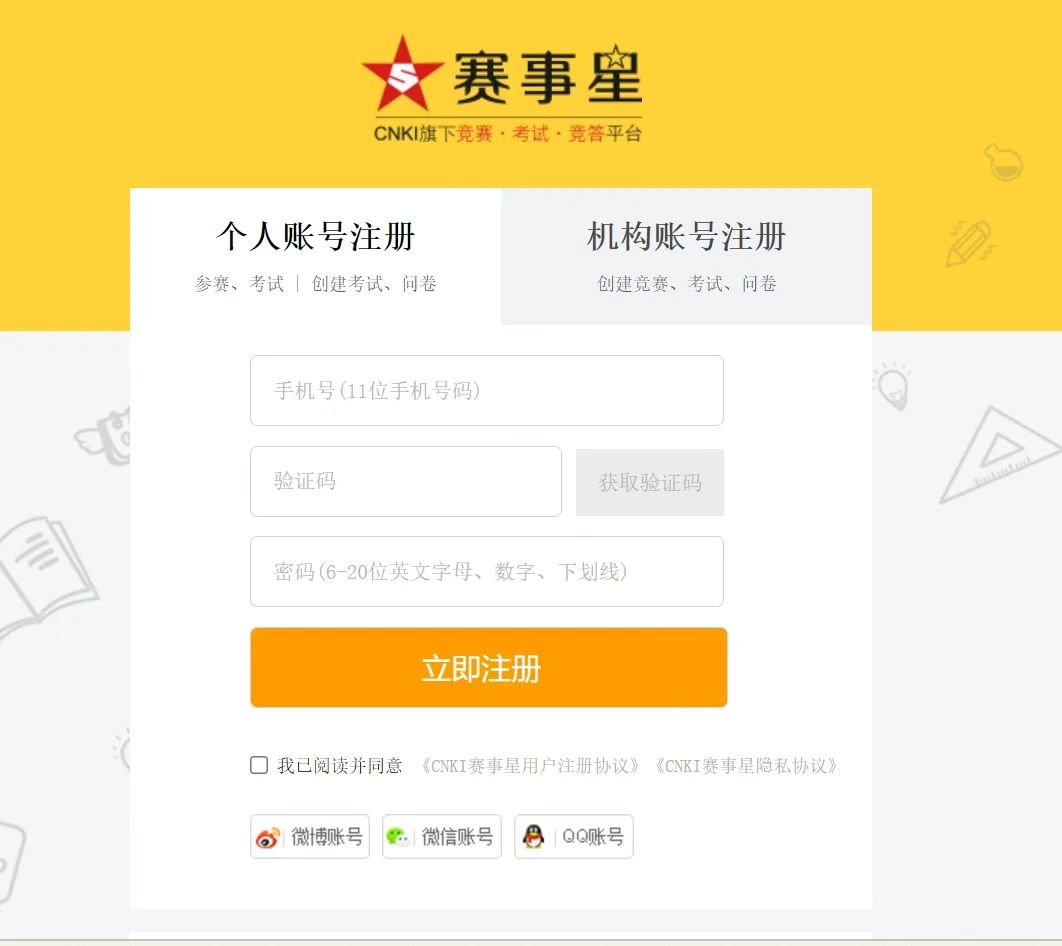 赛事星
CNKI旗下竞赛·考试·竞答平台
个人账号注册
参赛、考试 | 创建考试、问卷
机构账号注册
创建竞赛、考试、问卷
手机号(11位手机号码)
验证码
获取验证码
密码(6-20位英文字母、数字、下划线)
立即注册
我已阅读并同意 《CNKI赛事星用户注册协议》《CNKI赛事星隐私协议》
微博账号
微信账号
QQ账号